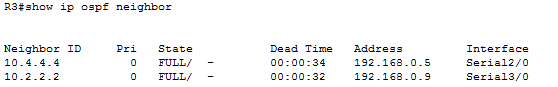 R3#show ip ospf neighbor
Neighbor ID     Pri   State           Dead Time   Address         Interface
10.4.4.4          0   FULL/  -        00:00:34    192.168.0.5     Serial2/0
10.2.2.2          0   FULL/  -        00:00:32    192.168.0.9     Serial3/0